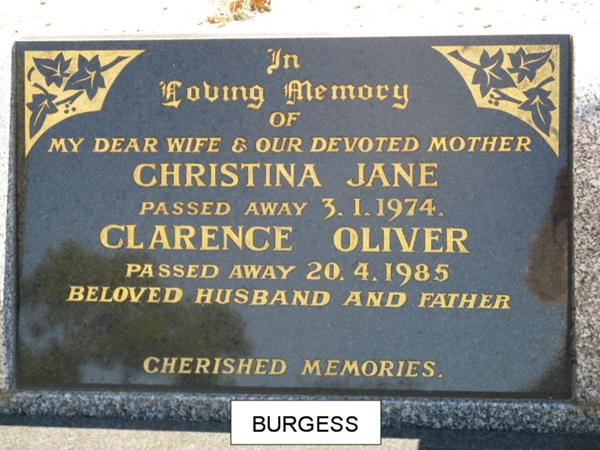 In
Loving Memory
OF
MY DEAR WIFE & OUR DEVOTED MOTHER
CHRISTINA JANE
PASSED AWAY 3.1.1974.
CLARENCE OLIVER
PASSED AWAY 20.4.1985
BELOVED HUSBAND AND FATHER
CHERISHED MEMORIES.
BURGESS